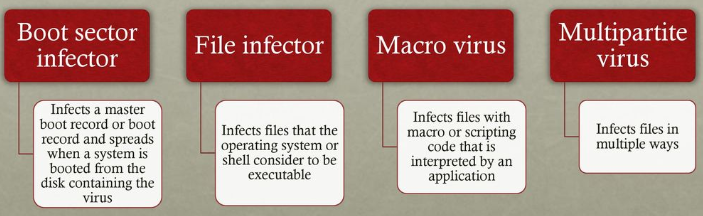 Boot sector
infector
Infects a master
boot record or boot
record and spreads
when a system is
booted from the
disk containing the
virus
File infector
Infects files that the
operating system or
shell consider to be
executable
Macro virus
Infects files with
macro or scripting
code that is
interpreted by an
application
Multipartite
virus
Infects files in
multiple ways